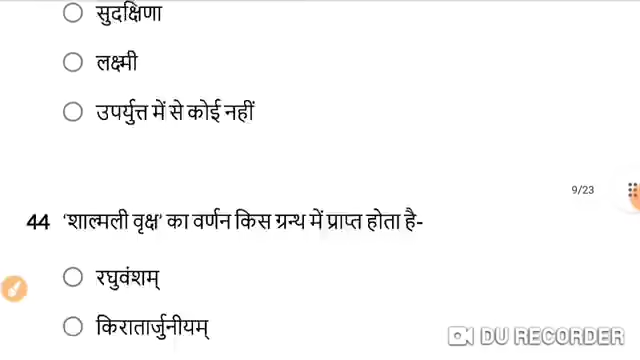 सुदक्षिणा
लक्ष्मी
उपर्युत्त में से कोई नहीं
9/23
44 'शाल्मली वृक्ष' का वर्णन किस ग्रन्थ में प्राप्त होता है-
रघुवंशम्
किरातार्जुनीयम्
DU RECORDER